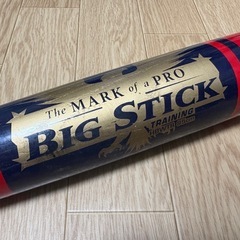 The MARK of a PRO
BIG STICK
TRAINING